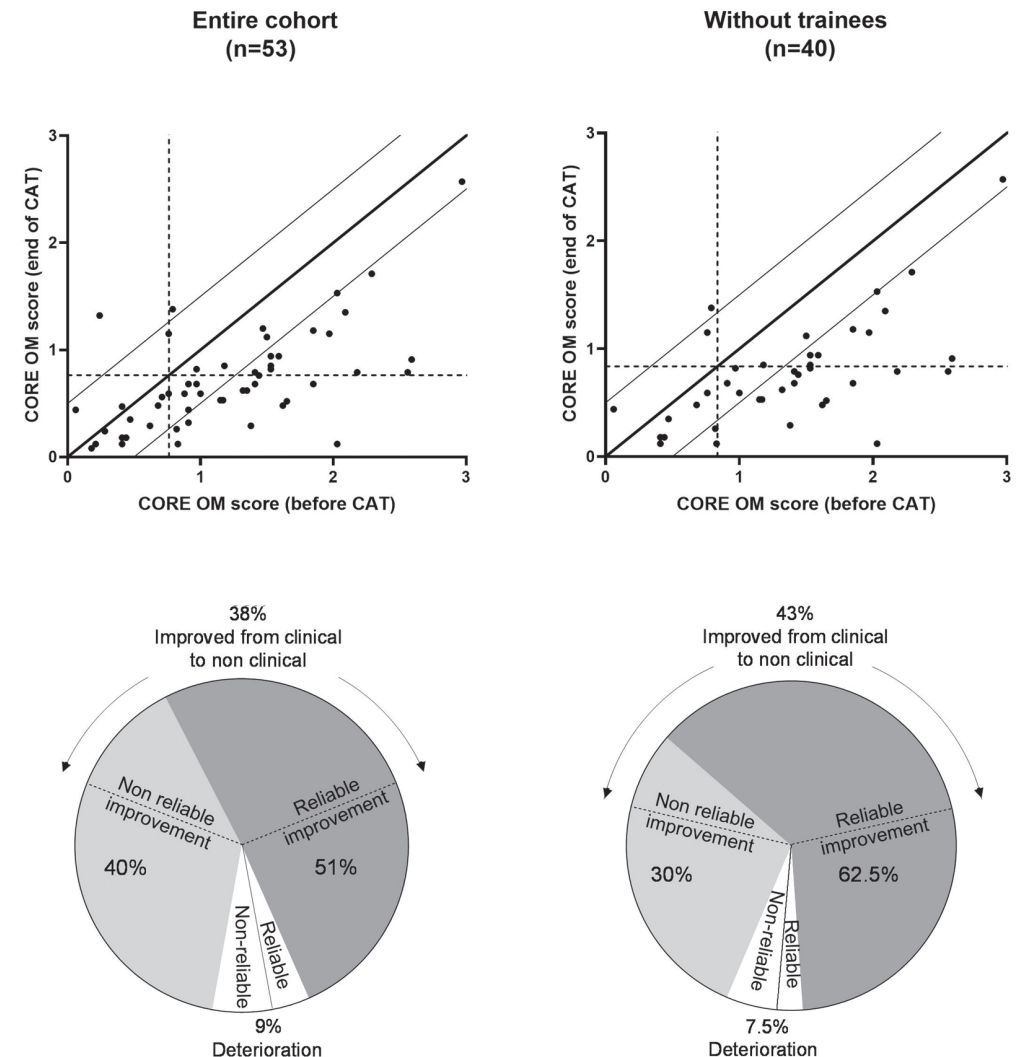 Entire cohort
(n=53)
Without trainees
(n=40)
CORE OM score (end of CAT)
3
2
1
0
0
1
2
3
CORE OM score (before CAT)
CORE OM score (end of CAT)
3
2
1
0
0
1
2
3
CORE OM score (before CAT)
38%
Improved from clinical
to non clinical
Non reliable
improvement
40%
Reliable
improvement
51%
Non-reliable
Reliable
9%
Deterioration
43%
Improved from clinical
to non clinical
Non reliable
improvement
30%
Reliable
improvement
62.5%
Non-reliable
Reliable
7.5%
Deterioration